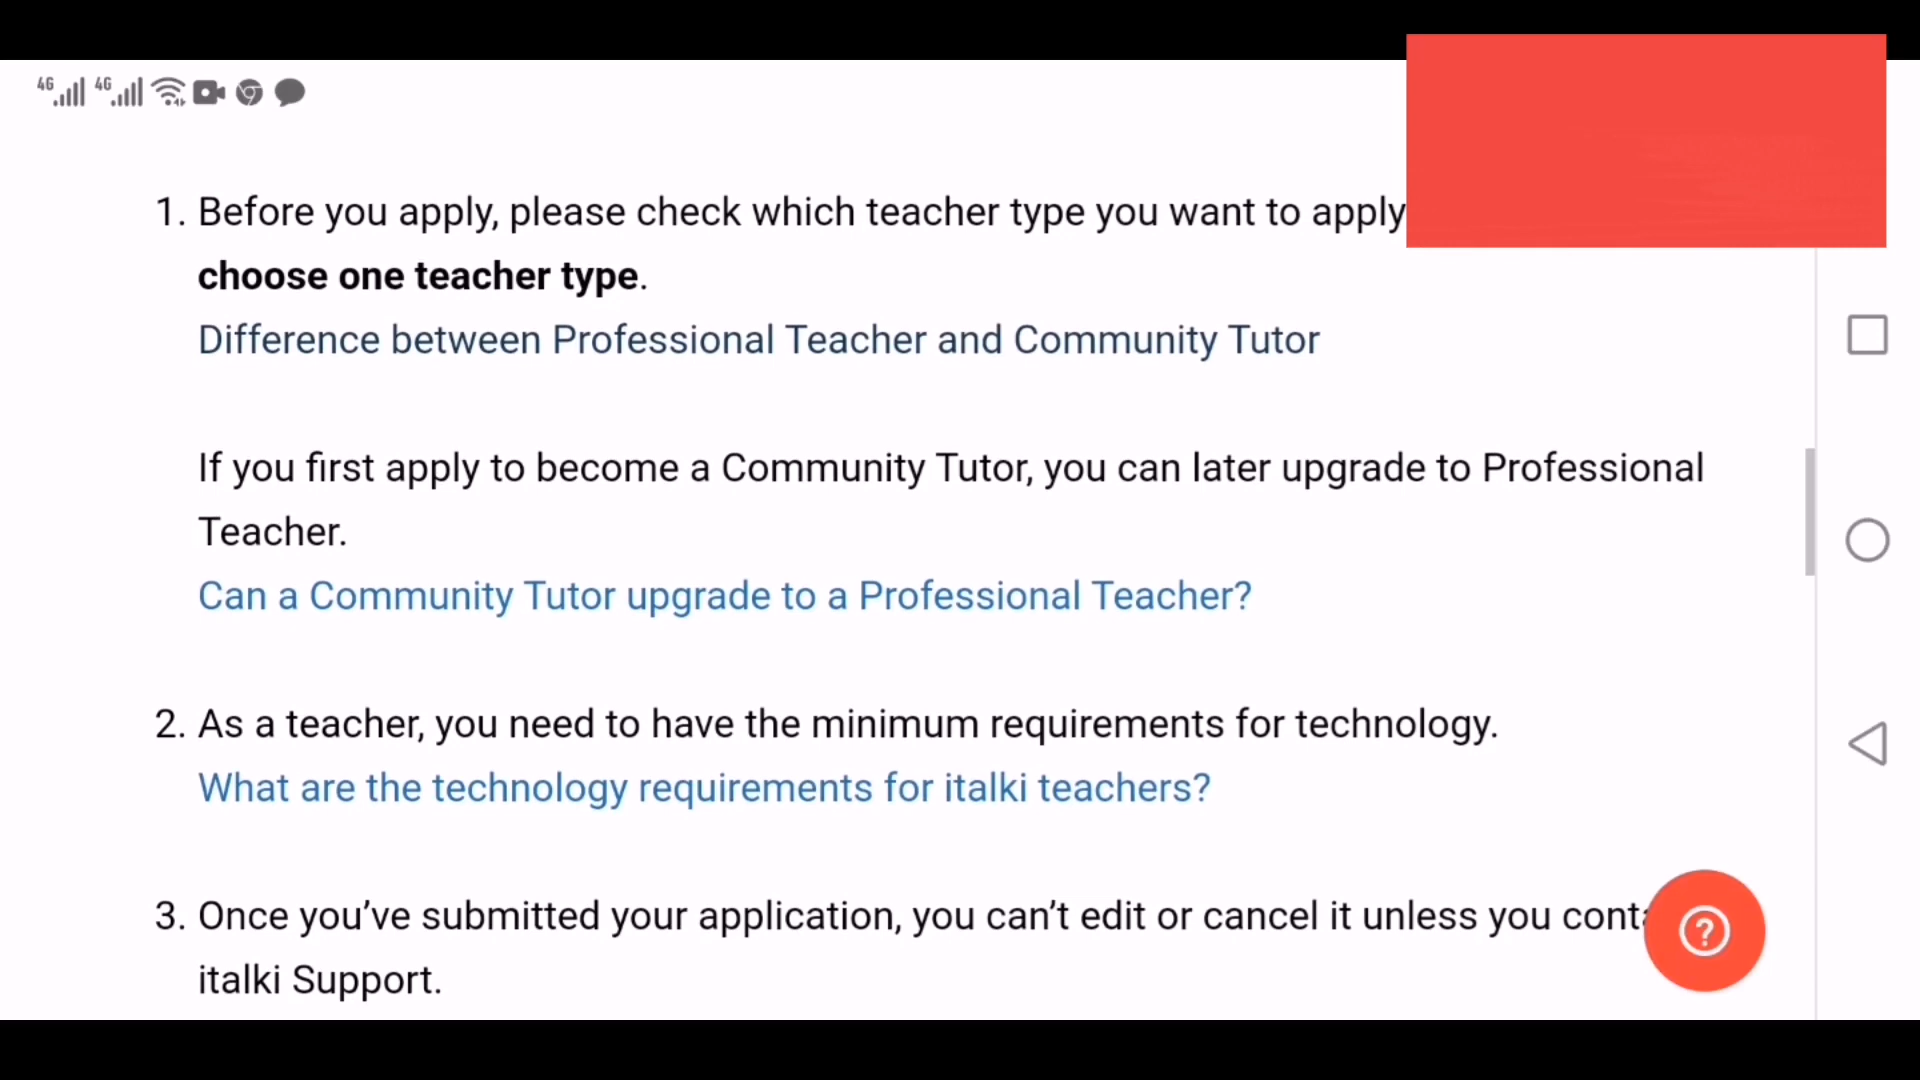 4G 4G
1. Before you apply, please check which teacher type you want to apply
choose one teacher type.
Difference between Professional Teacher and Community Tutor
If you first apply to become a Community Tutor, you can later upgrade to Professional
Teacher.
Can a Community Tutor upgrade to a Professional Teacher?
2. As a teacher, you need to have the minimum requirements for technology.
What are the technology requirements for italki teachers?
3. Once you’ve submitted your application, you can’t edit or cancel it unless you
italki Support.
?